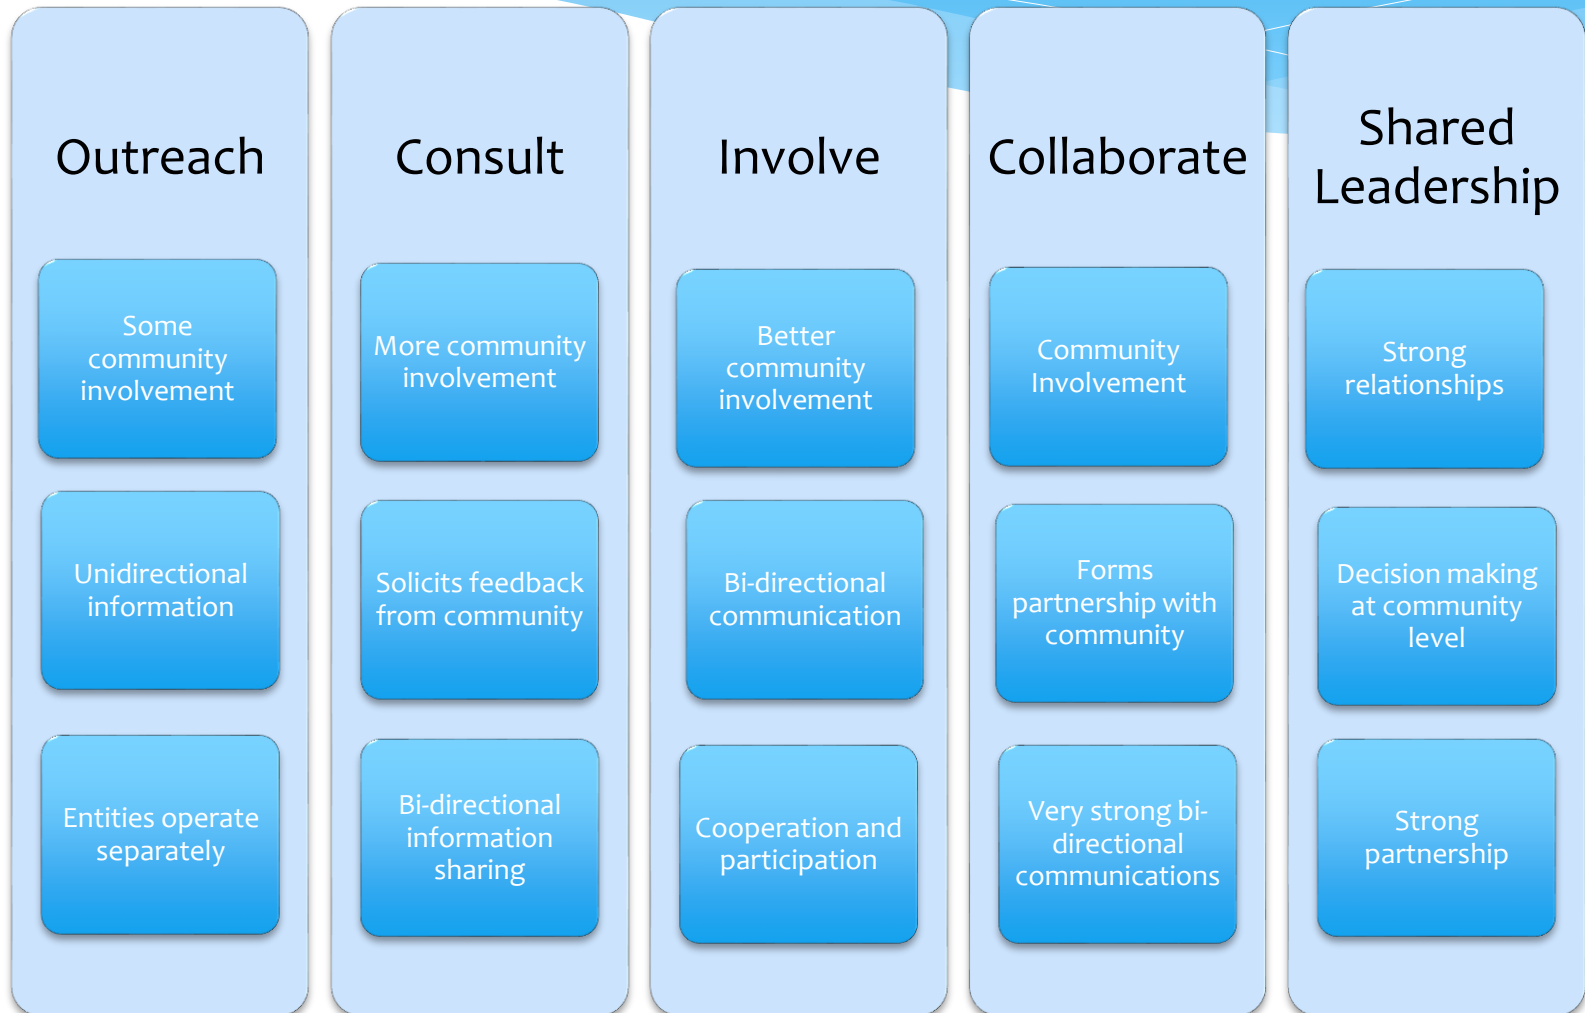 Outreach
Some
community
involvement
Unidirectional
information
Entities operate
separately
Consult
More community
involvement
Solicits feedback
from community
Bi-directional
information
sharing
Involve
Better
community
involvement
Bi-directional
communication
Cooperation and
participation
Collaborate
Community
Involvement
Forms
partnership with
community
Very strong bi-
directional
communications
Shared
Leadership
Strong
relationships
Decision making
at community
level
Strong
partnership